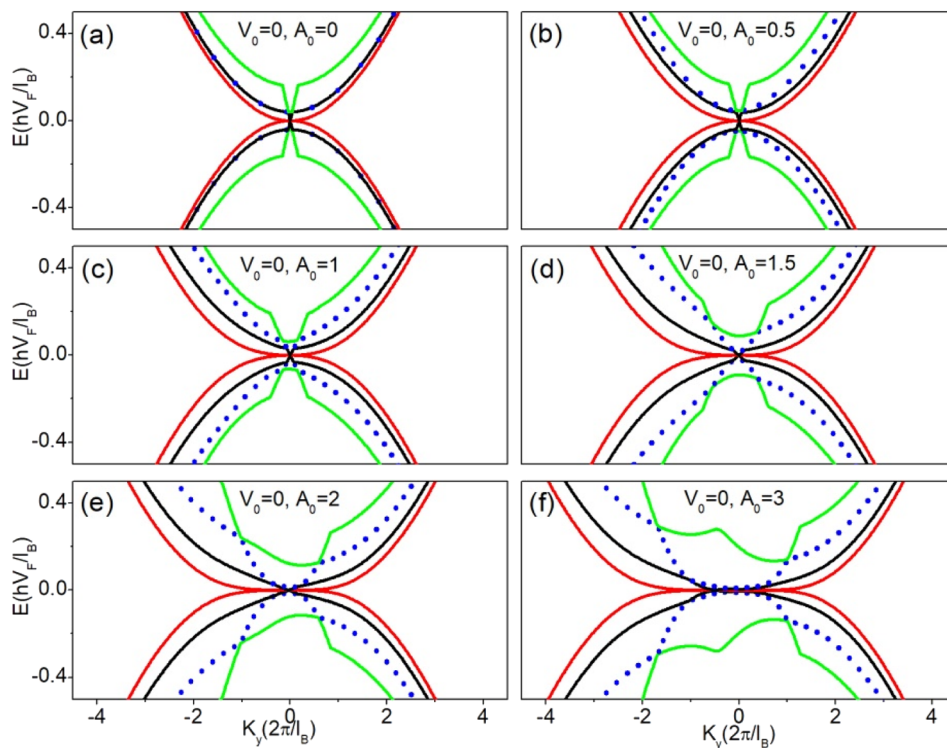 (a) V₀=0, A₀=0
(b) V₀=0, A₀=0.5
0.4
0.0
-0.4
E(hV_F/l_B)
(c) V₀=0, A₀=1
(d) V₀=0, A₀=1.5
0.4
0.0
-0.4
E(hV_F/l_B)
(e) V₀=0, A₀=2
(f) V₀=0, A₀=3
0.4
0.0
-0.4
E(hV_F/l_B)
-4 -2 0 2 4
-4 -2 0 2 4
K_y(2π/l_B)
K_y(2π/l_B)